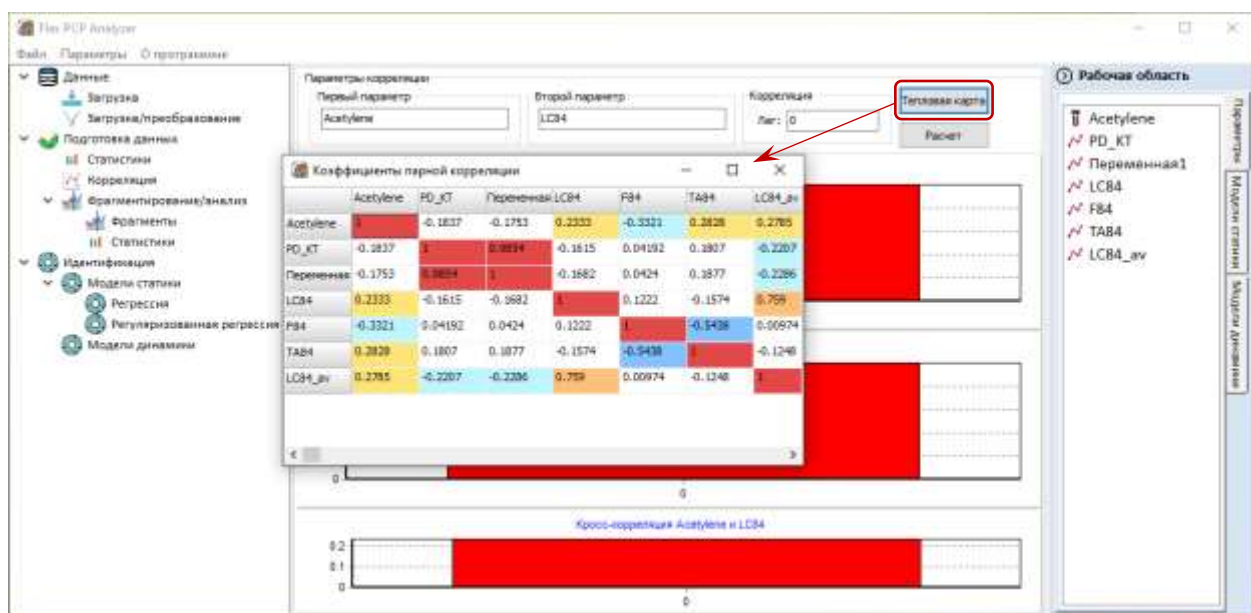 Flex PCP Analyzer
Файл Параметры О программе
Данные
Загрузка
Загрузка/преобразование
Подготовка данных
Статистики
Корреляция
Фрагментирование/анализ
Фрагменты
Статистики
Идентификация
Модели статики
Регрессия
Регуляризованная регрессия
Модели динамики
Параметры корреляции
Первый параметр
Acetylene
Второй параметр
LC84
Корреляция
Лаг: 0
Тепловая карта
Расчет
Коэффициенты парной корреляции
Acetylene PD_KT Переменная LC84 F84 TA84 LC84_av
Acetylene 1 -0.1837 -0.1753 0.2333 -0.3321 0.2828 0.2785
PD_KT -0.1837 1 -0.1615 0.04192 0.1807 -0.2207
Переменная -0.1753 1 -0.1682 0.0424 0.1877 -0.2286
LC84 0.2333 -0.1615 -0.1682 1 0.1222 -0.1574 0.759
F84 -0.3321 0.04192 0.0424 0.1222 1 -0.5438 0.00974
TA84 0.2828 0.1807 0.1877 -0.1574 -0.5438 1 -0.1248
LC84_av 0.2785 -0.2207 -0.2286 0.759 0.00974 -0.1248 1
0
0
Кросс-корреляция Acetylene и LC84
0.2
0.1
0
0
Рабочая область
Acetylene
PD_KT
Переменная1
LC84
F84
TA84
LC84_av
Параметры
Модели статики
Модели динамики